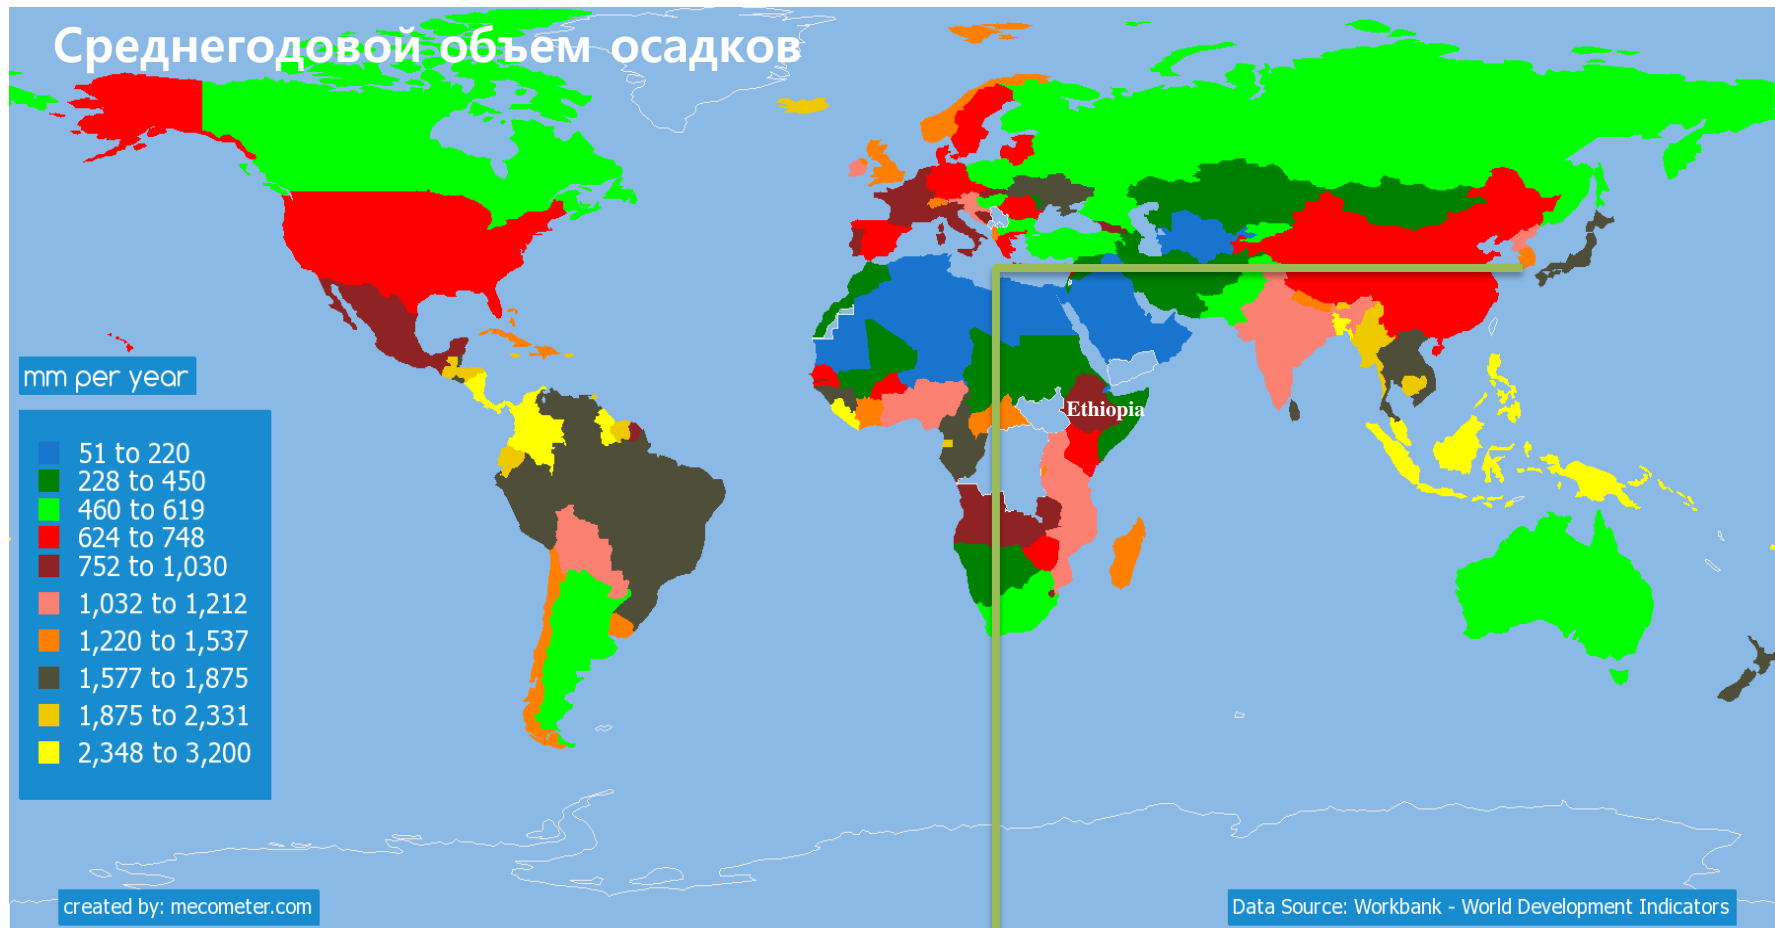 Среднегодовой объем осадков
mm per year
51 to 220
228 to 450
460 to 619
624 to 748
752 to 1,030
1,032 to 1,212
1,220 to 1,537
1,577 to 1,875
1,875 to 2,331
2,348 to 3,200
Ethiopia
created by: mecometer.com
Data Source: Workbank - World Development Indicators